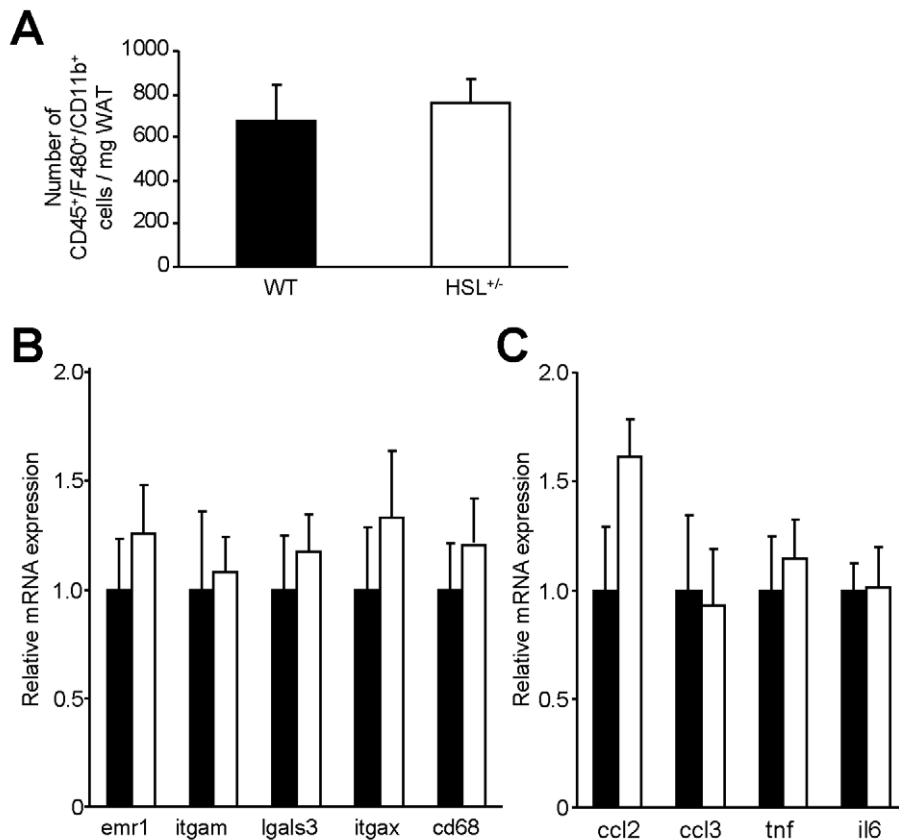 A
Number of
CD45⁺/F480⁺/CD11b⁺
cells / mg WAT
1000
800
600
400
200
0
WT HSL⁺/⁻
B
Relative mRNA expression
2.0
1.5
1.0
0.5
0
emr1 itgam lgals3 itgax cd68
C
Relative mRNA expression
2.0
1.5
1.0
0.5
0
ccl2 ccl3 tnf il6